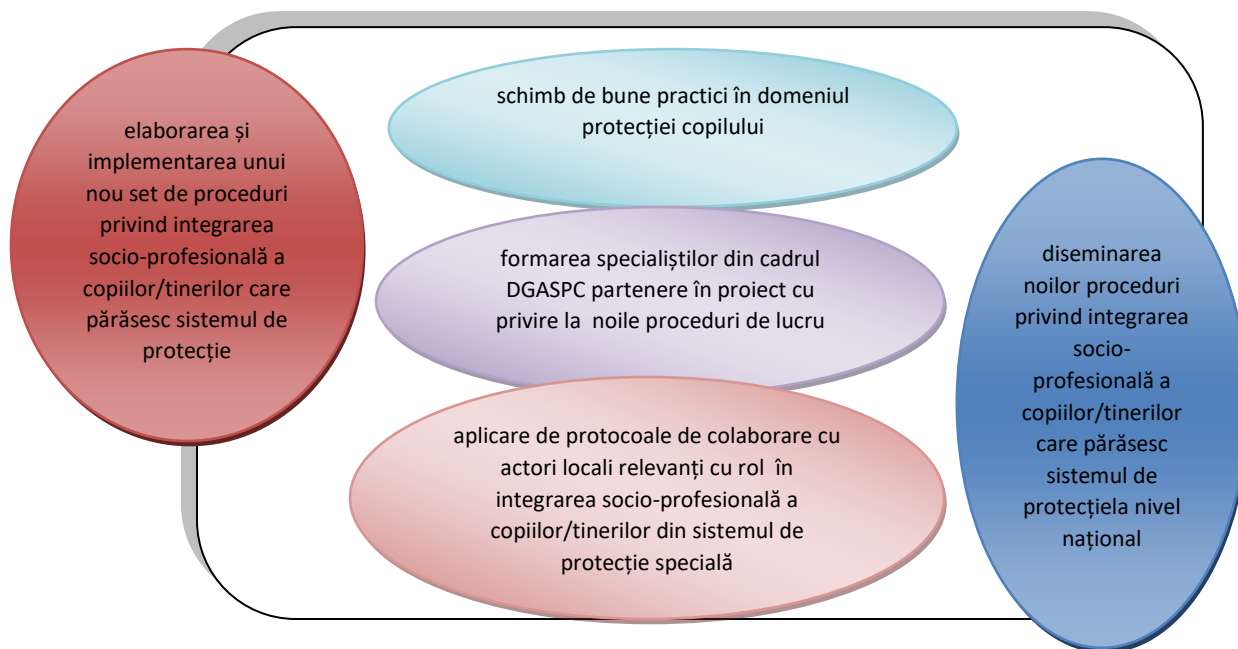 elaborarea și
implementarea unui
nou set de proceduri
privind integrarea
socio-profesională a
copiilor/tinerilor care
părăsesc sistemul de
protecție
schimb de bune practici în domeniul
protecției copilului
formarea specialiștilor din cadrul
DGASPC partenere în proiect cu
privire la noile proceduri de lucru
aplicare de protocoale de colaborare cu
actori locali relevanți cu rol în
integrarea socio-profesională a
copiilor/tinerilor din sistemul de
protecție specială
diseminarea
noilor proceduri
privind integrarea
socio-
profesională a
copiilor/tinerilor
care părăsesc
sistemul de
protecțiela nivel
național